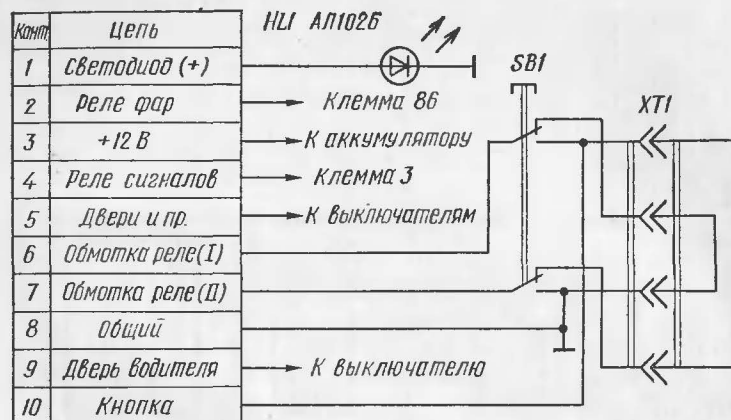 Конт. Цепь
1 Светодиод (+)
2 Реле фар
3 +12 В
4 Реле сигналов
5 Двери и пр.
6 Обмотка реле (I)
7 Обмотка реле (II)
8 Общий
9 Дверь водителя
10 Кнопка
HL1 АЛ102Б
Клемма 86
К аккумулятору
Клемма 3
К выключателям
К выключателю
SB1
XT1